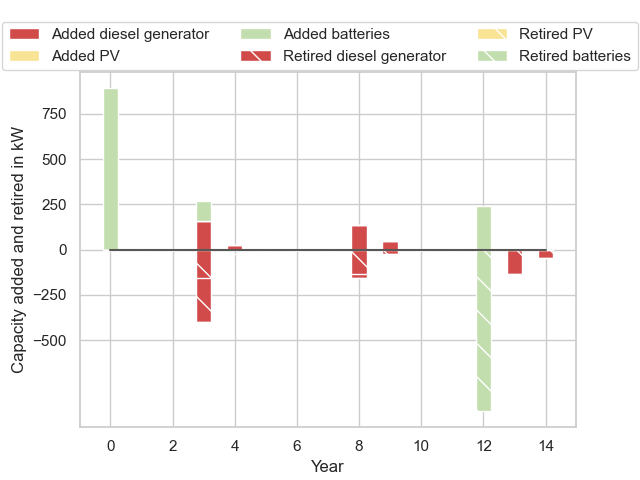 Added diesel generator Added batteries Retired PV
Added PV Retired diesel generator Retired batteries
Capacity added and retired in kW
750
500
250
0
−250
−500
0 2 4 6 8 10 12 14
Year